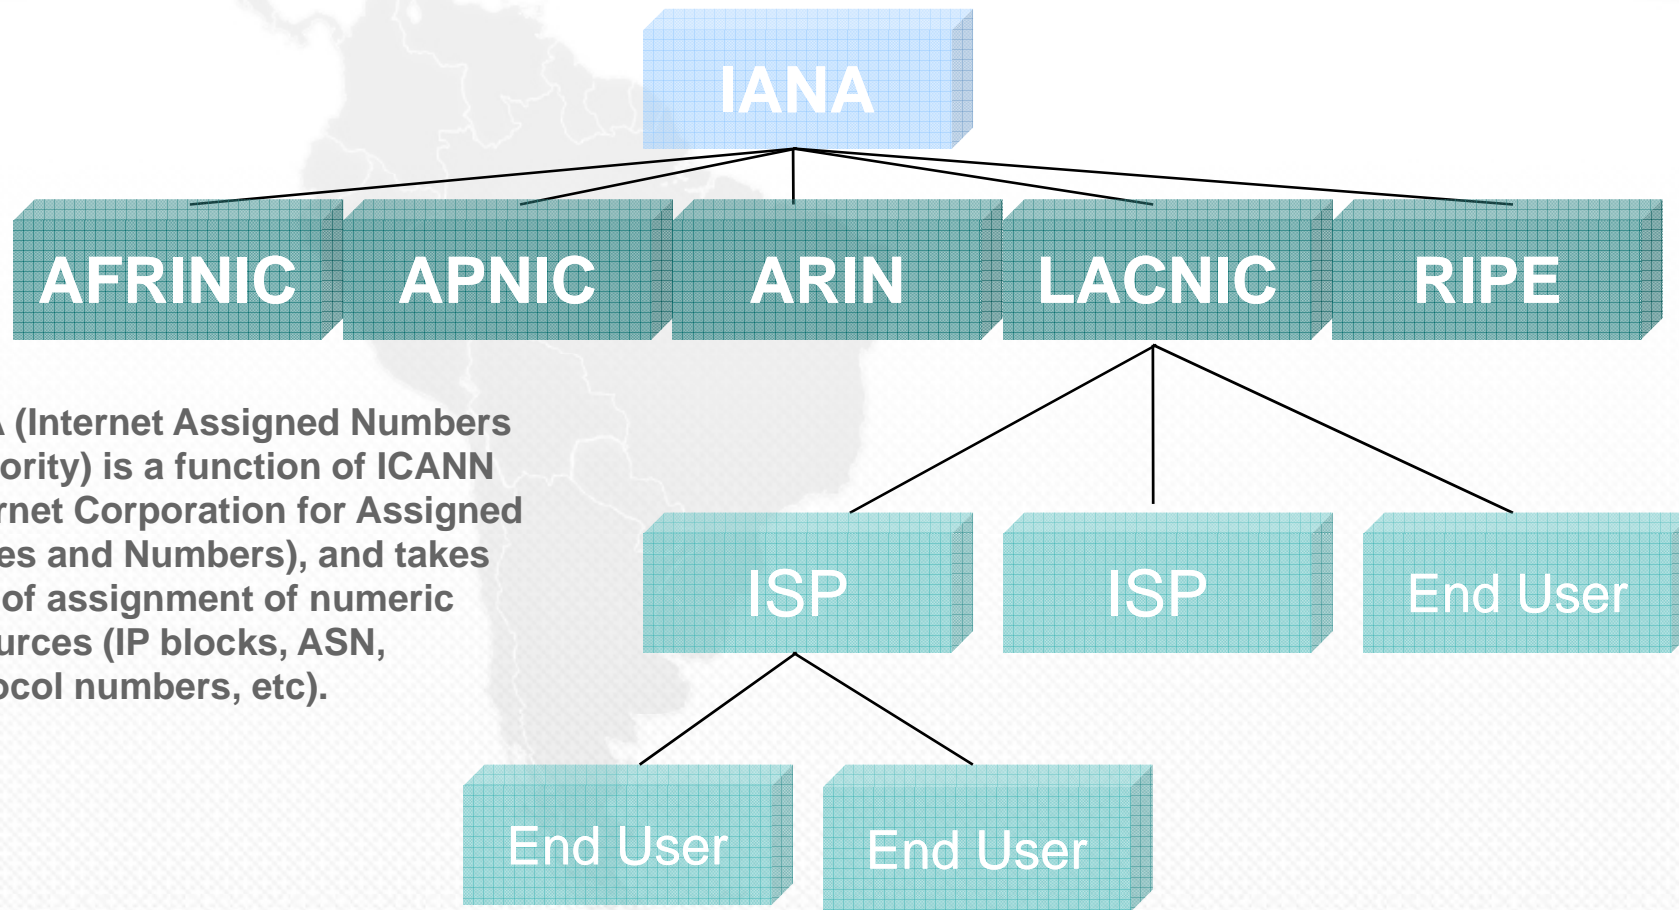 IANA
AFRINIC APNIC ARIN LACNIC RIPE
A (Internet Assigned Numbers
ority) is a function of ICANN
rnet Corporation for Assigned
es and Numbers), and takes
of assignment of numeric
urces (IP blocks, ASN,
ocol numbers, etc).
ISP ISP End User
End User End User